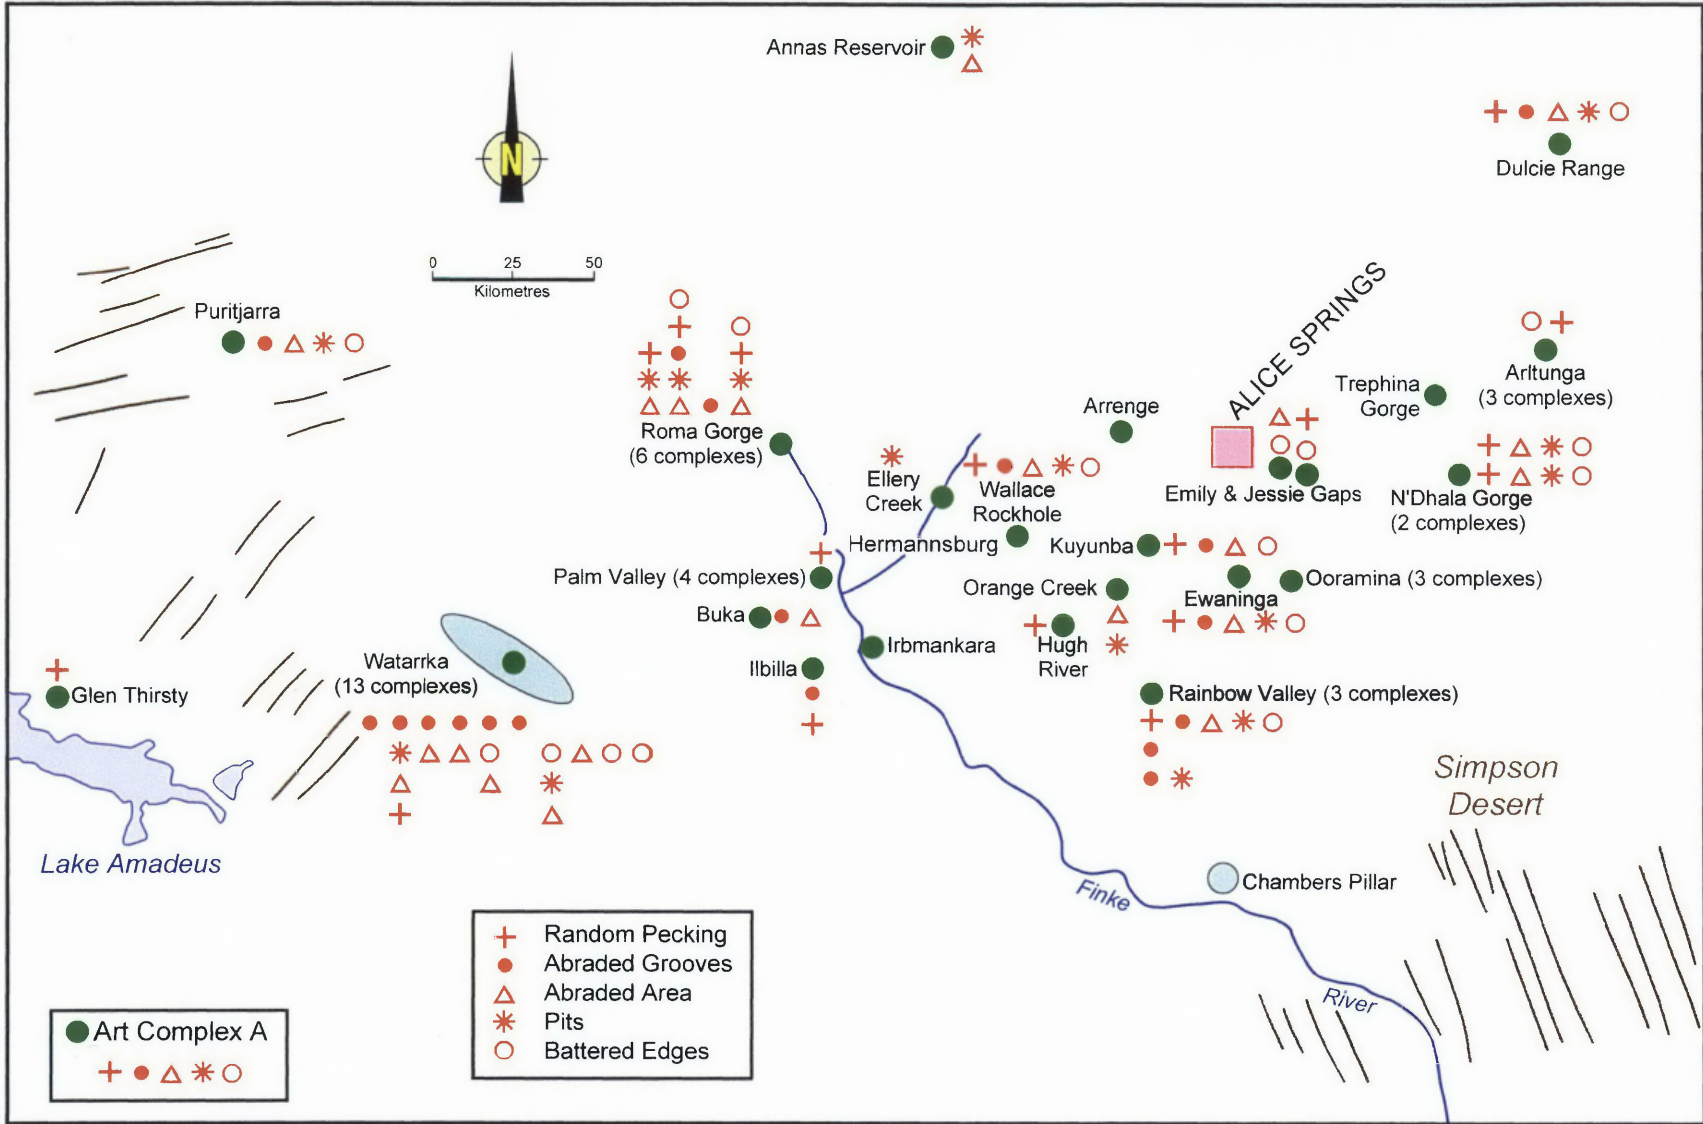 Annas Reservoir
Dulcie Range
N
0 25 50
Kilometres
Puritjarra
ALICE SPRINGS
Arltunga
(3 complexes)
Trephina
Gorge
Arrenge
Roma Gorge
(6 complexes)
Ellery
Creek
Wallace
Rockhole
Emily & Jessie Gaps
N'Dhala Gorge
(2 complexes)
Hermannsburg
Kuyunba
Palm Valley (4 complexes)
Orange Creek
Ooramina (3 complexes)
Ewaninga
Buka
Irbmankara
Hugh
River
Watarrka
(13 complexes)
Ilbilla
Glen Thirsty
Rainbow Valley (3 complexes)
Simpson
Desert
Lake Amadeus
Chambers Pillar
Finke
River
Random Pecking
Abraded Grooves
Abraded Area
Pits
Battered Edges
Art Complex A